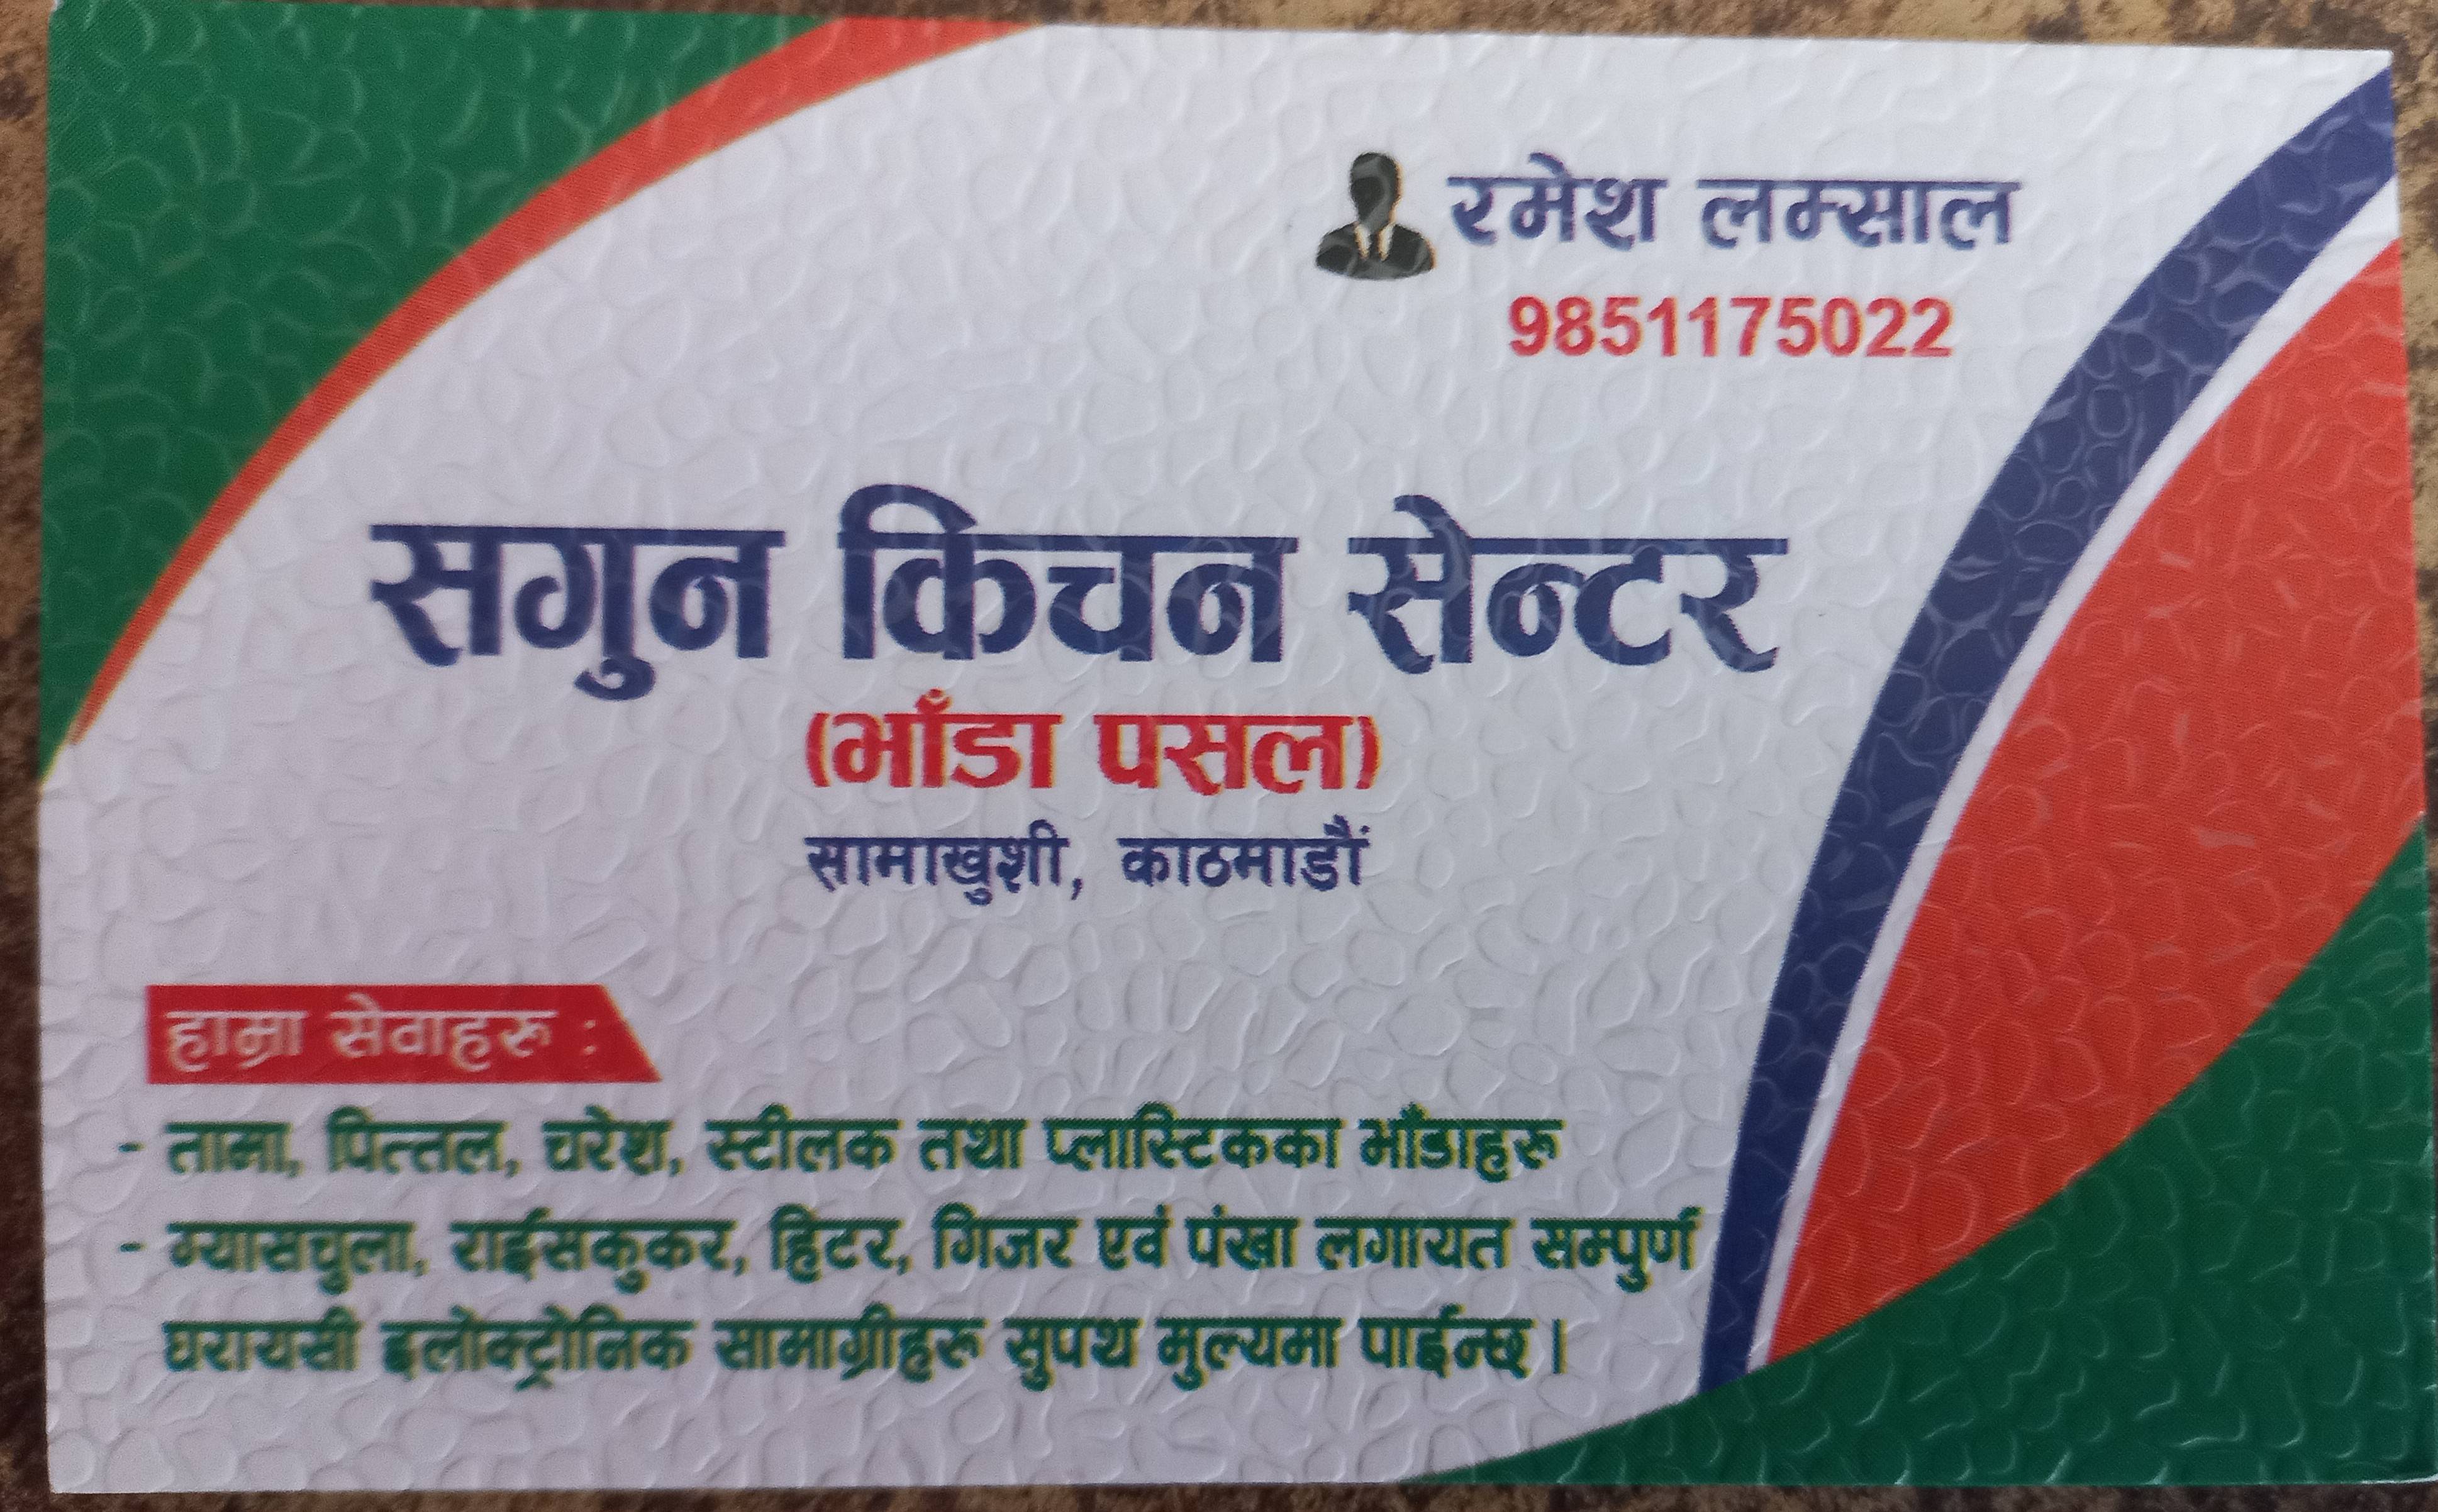 रमेश लम्साल
9851175022
सगुन किचन सेन्टर
(भाँडा पसल)
सामाखुशी, काठमाडौं
हाम्रा सेवाहरु :
- तामा, पित्तल, चरेश, स्टीलक तथा प्लास्टिकका भाँडाहरु
- ग्यासचुला, राईसकुकर, हिटर, गिजर एवं पंखा लगायत सम्पुर्ण
घरायसी इलोक्ट्रोनिक सामाग्रीहरु सुपथ मुल्यमा पाईन्छ।